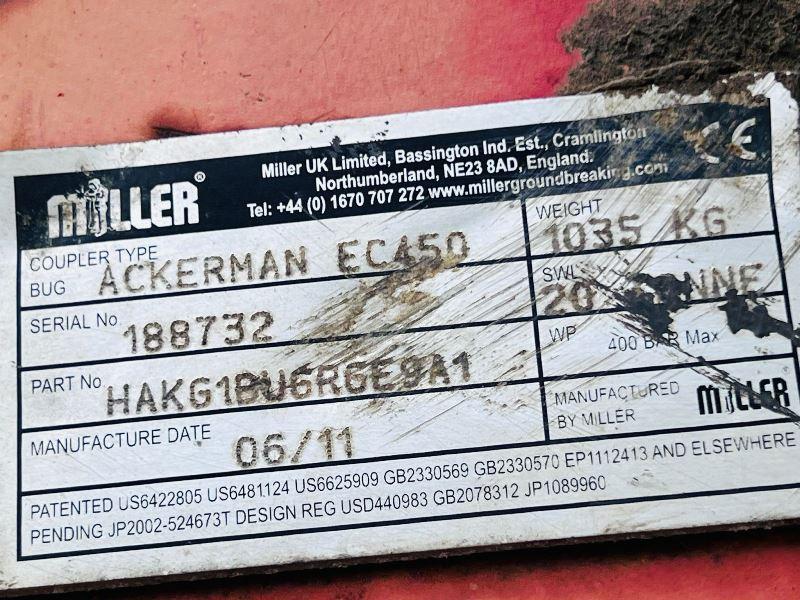 MILLER®
Miller UK Limited, Bassington Ind. Est., Cramlington
Northumberland, NE23 8AD, England.
Tel: +44 (0) 1670 707 272 www.millergroundbreaking.com
CE
COUPLER TYPE
BUG ACKERMAN EC450
WEIGHT
1035 KG
SERIAL No 188732
SWL
20 TONNE
PART No HAKG1BU6R6E9A1
WP 400 BAR Max
MANUFACTURE DATE 06/11
MANUFACTURED
BY MILLER
MILLER
PATENTED US6422805 US6481124 US6625909 GB2330569 GB2330570 EP1112413 AND ELSEWHERE
PENDING JP2002-524673T DESIGN REG USD440983 GB2078312 JP1089960